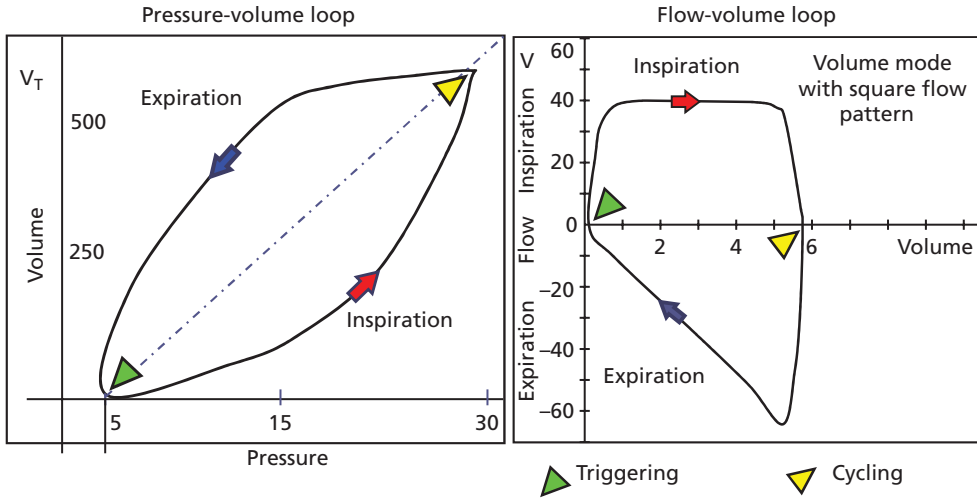 Pressure-volume loop
VT
500
250
Volume
Expiration
Inspiration
5
15
30
Pressure
Flow-volume loop
V
60
40
20
0
−20
−40
−60
Inspiration
Flow
Expiration
Inspiration
Volume mode
with square flow
pattern
2
4
6
Volume
Expiration
Triggering
Cycling